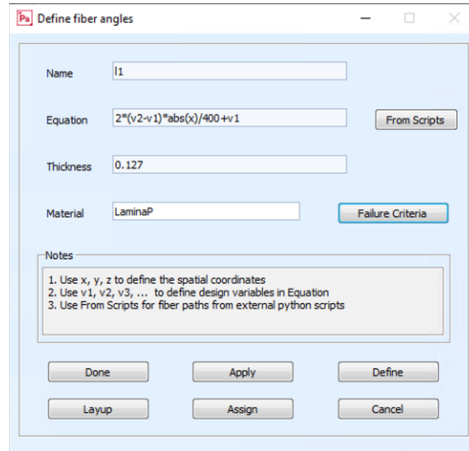 Pa Define fiber angles
Name l1
Equation 2*(v2-v1)*abs(x)/400+v1 From Scripts
Thickness 0.127
Material LaminaP Failure Criteria
Notes
1. Use x, y, z to define the spatial coordinates
2. Use v1, v2, v3, ... to define design variables in Equation
3. Use From Scripts for fiber paths from external python scripts
Done Apply Define
Layup Assign Cancel